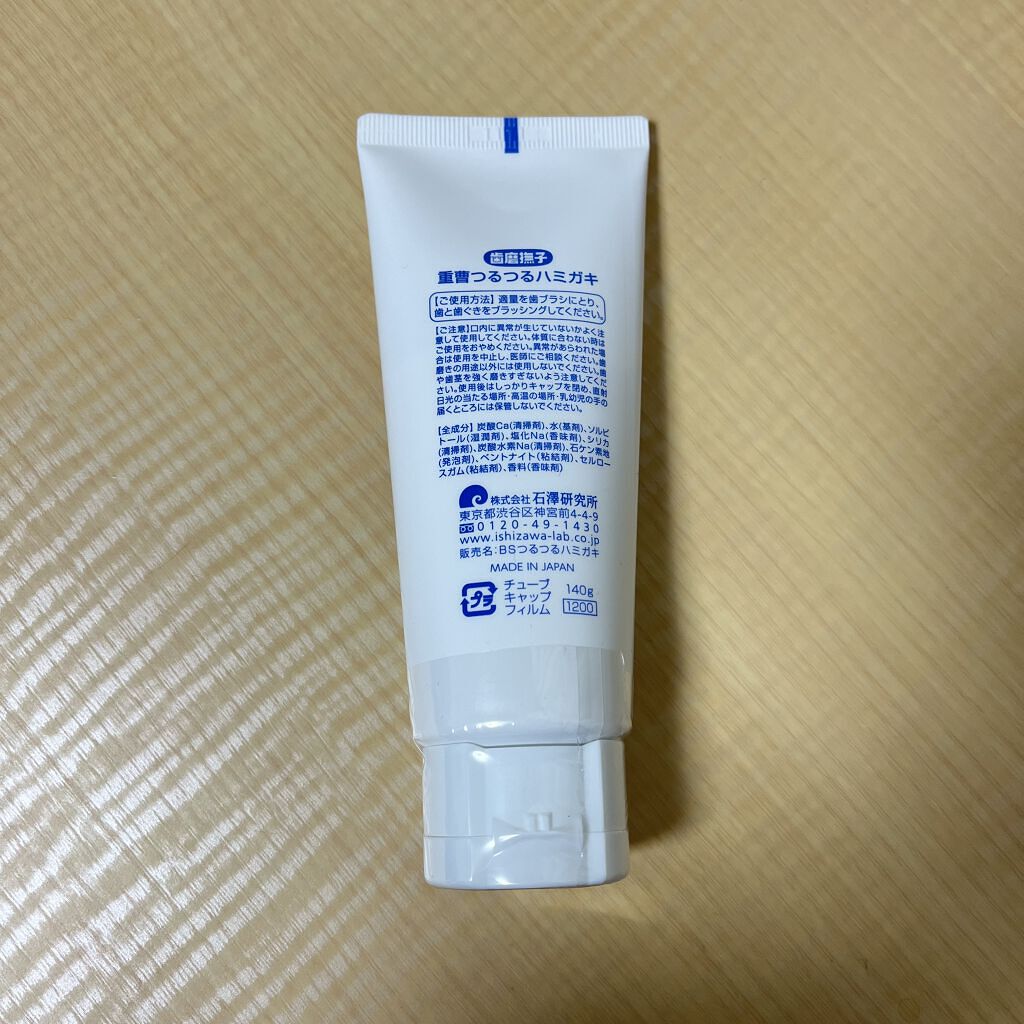 歯磨撫子
重曹つるつるハミガキ
【ご使用方法】適量を歯ブラシにとり、
歯と歯ぐきをブラッシングしてください。
【ご注意】口内に異常が生じていないかよく注
意して使用してください。体質に合わない時は
ご使用をおやめください。異常があらわれた場
合は使用を中止し、医師にご相談ください。歯
磨きの用途以外には使用しないでください。歯
や歯茎を強く磨きすぎないよう注意してくだ
さい。使用後はしっかりキャップを閉め、直射
日光の当たる場所・高温の場所・乳幼児の手の
届くところには保管しないでください。
【全成分】炭酸Ca(清掃剤)、水(基剤)、ソルビ
トール(湿潤剤)、塩化Na(香味剤)、シリカ
(清掃剤)、炭酸水素Na(清掃剤)、石ケン素地
(発泡剤)、ベントナイト(粘結剤)、セルロー
スガム(粘結剤)、香料(香味剤)
株式会社 石澤研究所
東京都渋谷区神宮前4-4-9
0120-49-1430
www.ishizawa-lab.co.jp
販売名：BSつるつるハミガキ
MADE IN JAPAN
プラ
チューブ
キャップ
フィルム
140g
1200